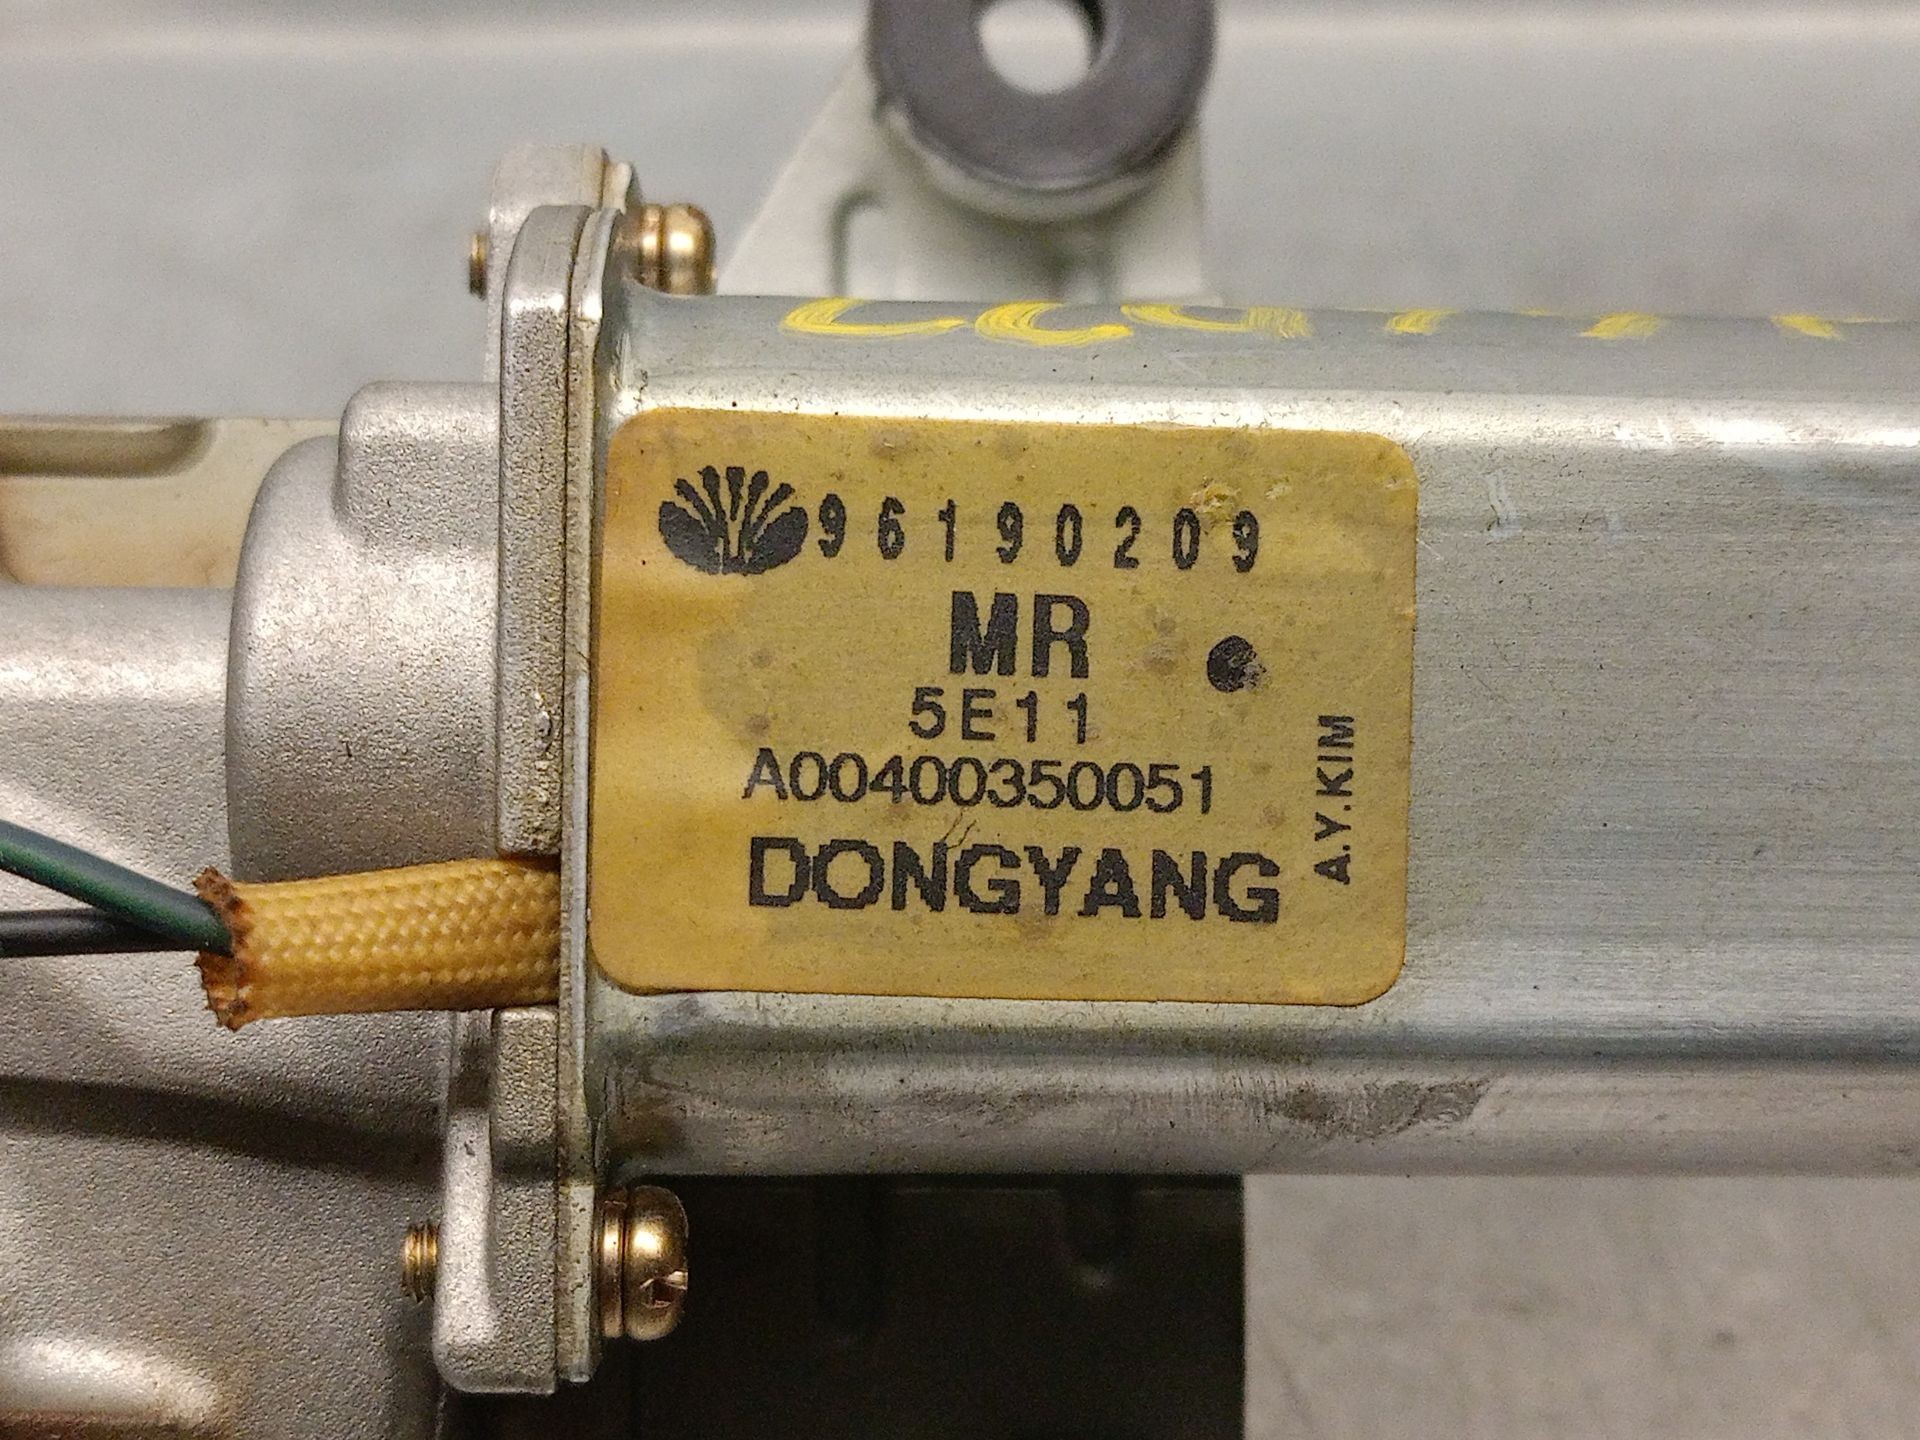 96190209
MR
5E11
A00400350051
DONGYANG
A.Y.KIM